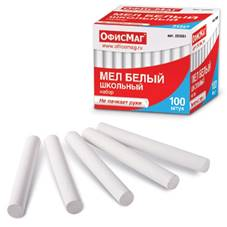 ОФИСМАГ
www.officemag.ru
МЕЛ БЕЛЫЙ
ШКОЛЬНЫЙ
набор
Не пачкает руки
100
штук